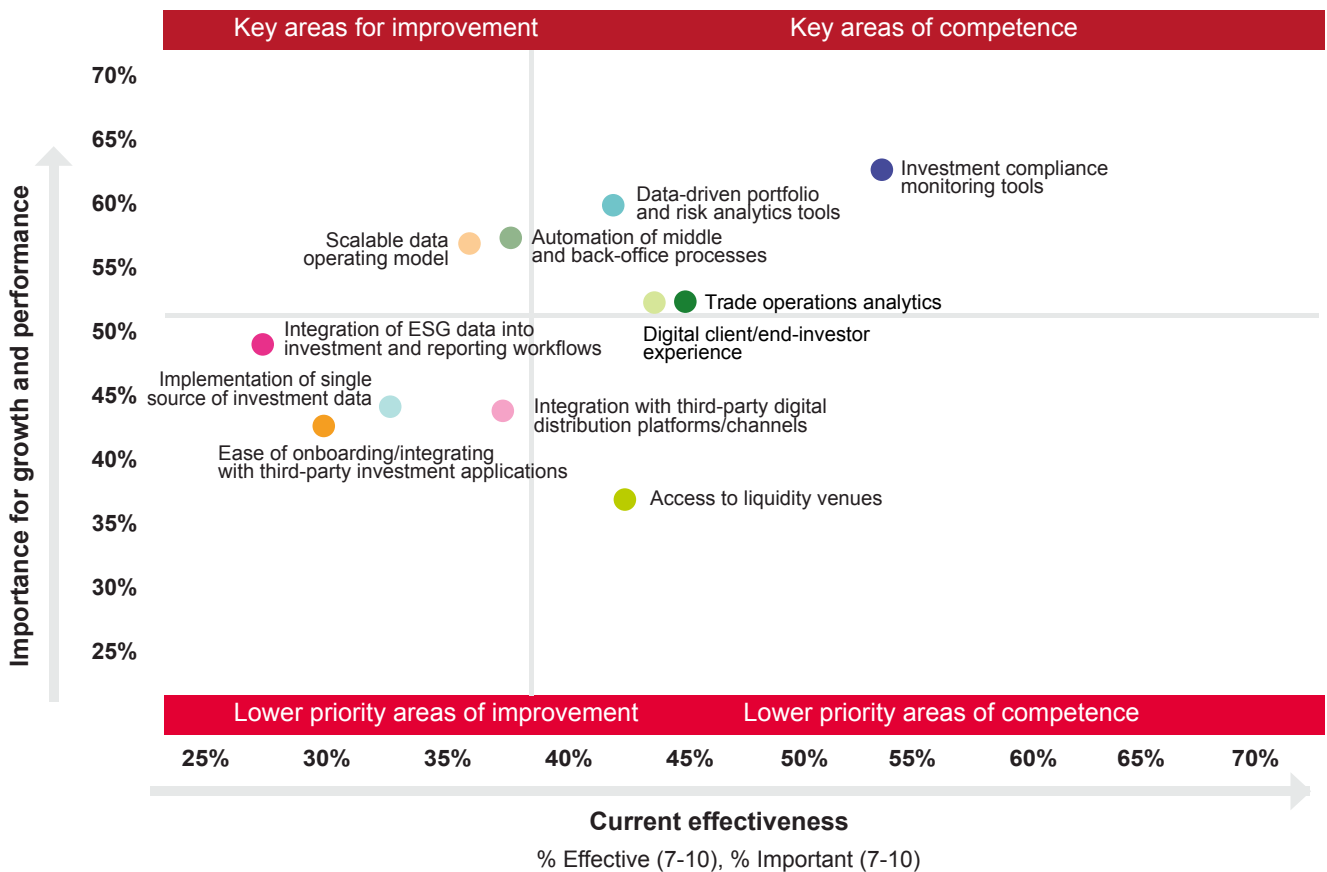 Key areas for improvement
Key areas of competence
70%
65%
60%
55%
50%
45%
40%
35%
30%
25%
Importance for growth and performance
Investment compliance
monitoring tools
Data-driven portfolio
and risk analytics tools
Scalable data
operating model
Automation of middle
and back-office processes
Trade operations analytics
Digital client/end-investor
experience
Integration of ESG data into
investment and reporting workflows
Implementation of single
source of investment data
Integration with third-party digital
distribution platforms/channels
Ease of onboarding/integrating
with third-party investment applications
Access to liquidity venues
Lower priority areas of improvement
Lower priority areas of competence
25%
30%
35%
40%
45%
50%
55%
60%
65%
70%
Current effectiveness
% Effective (7-10), % Important (7-10)